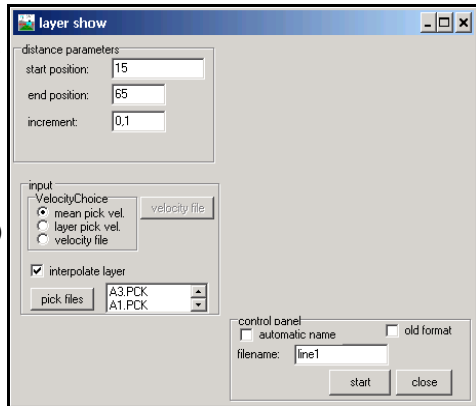 layer show
distance parameters
start position: 15
end position: 65
increment: 0,1
input
VelocityChoice
mean pick vel.
velocity file
layer pick vel.
velocity file
interpolate layer
pick files
A3.PCK
A1.PCK
control panel
automatic name
old format
filename: line1
start close